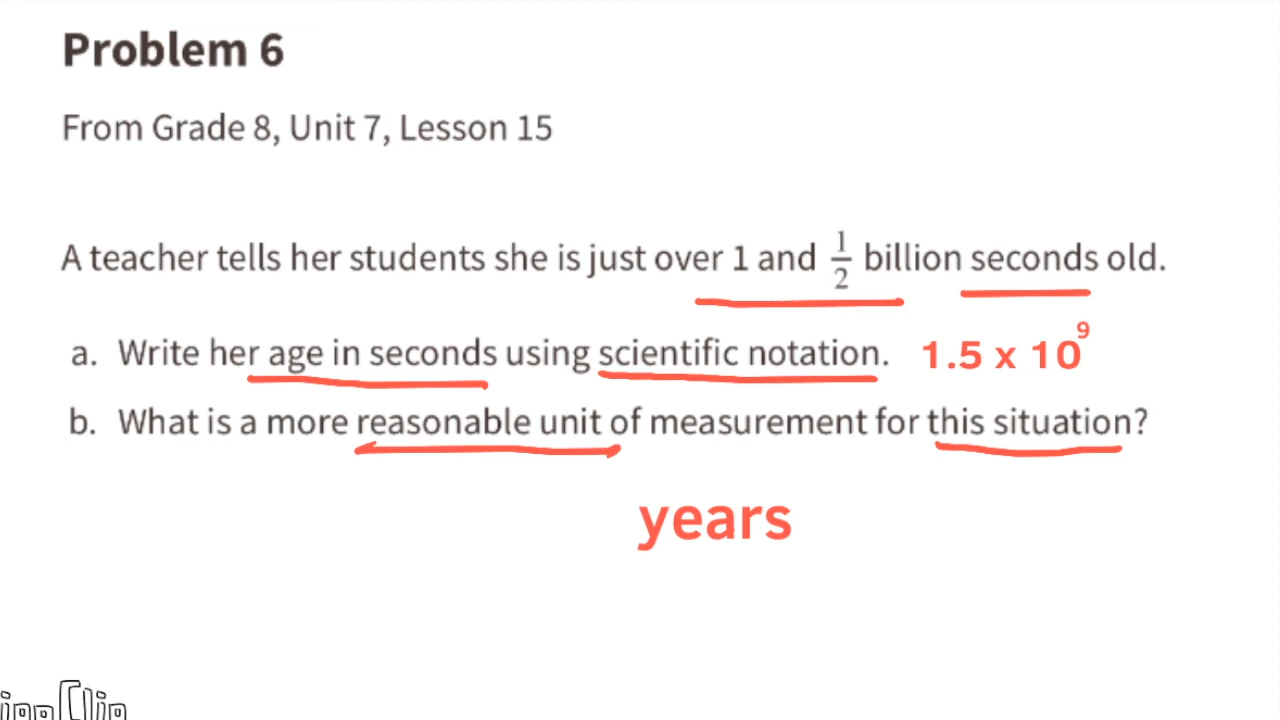 Problem 6
From Grade 8, Unit 7, Lesson 15
A teacher tells her students she is just over 1 and 1/2 billion seconds old.
a. Write her age in seconds using scientific notation. 1.5 x 10⁹
b. What is a more reasonable unit of measurement for this situation?
years